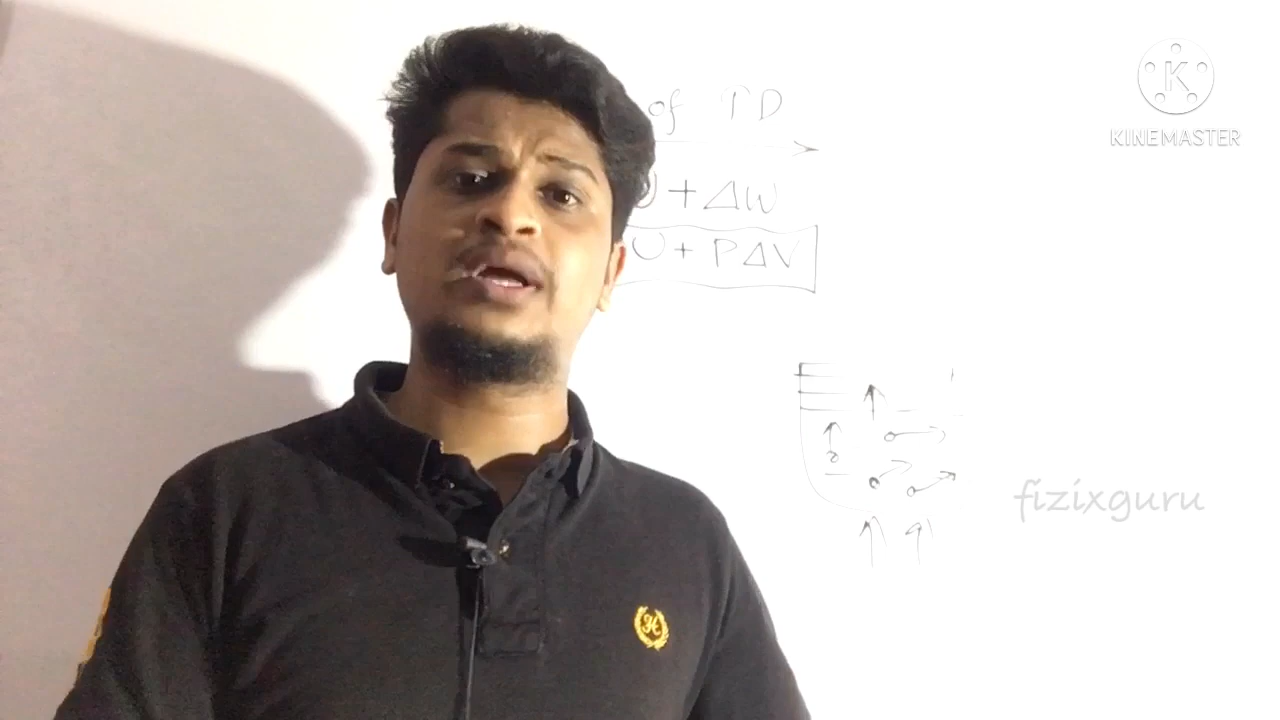 of TD
U + ΔW
U + PΔV
K
KINEMASTER
fizixguru
H